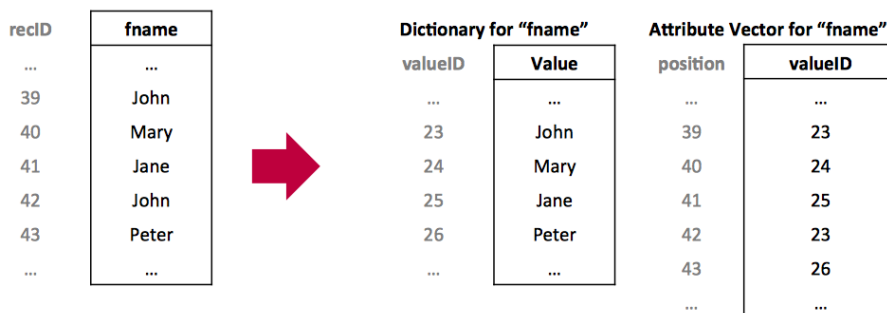 recID fname
... ...
39 John
40 Mary
41 Jane
42 John
43 Peter
... ...
Dictionary for “fname”
valueID Value
... ...
23 John
24 Mary
25 Jane
26 Peter
... ...
Attribute Vector for “fname”
position valueID
... ...
39 23
40 24
41 25
42 23
43 26
... ...